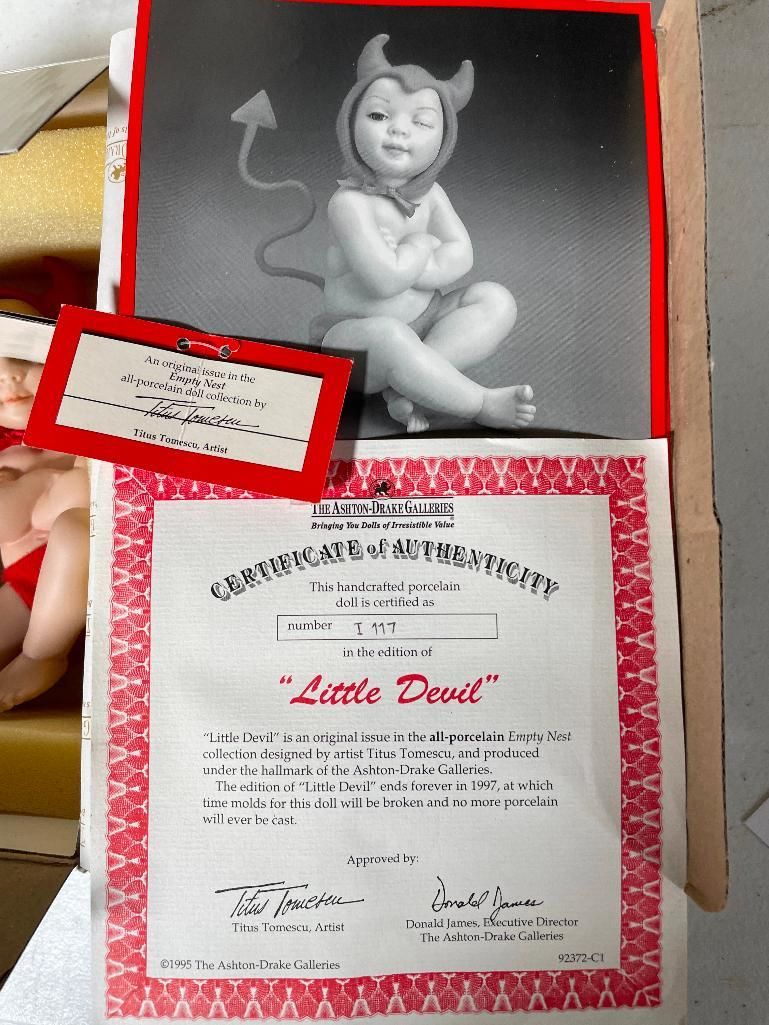 An original issue in the
Empty Nest
all-porcelain doll collection by
Titus Tomescu
Titus Tomescu, Artist
THE ASHTON-DRAKE GALLERIES
Bringing You Dolls of Irresistible Value
CERTIFICATE of AUTHENTICITY
This handcrafted porcelain
doll is certified as
number I 117
in the edition of
"Little Devil"
"Little Devil" is an original issue in the all-porcelain Empty Nest
collection designed by artist Titus Tomescu, and produced
under the hallmark of the Ashton-Drake Galleries.
The edition of "Little Devil" ends forever in 1997, at which
time molds for this doll will be broken and no more porcelain
will ever be cast.
Approved by:
Titus Tomescu Donald James
Titus Tomescu, Artist Donald James, Executive Director
The Ashton-Drake Galleries
©1995 The Ashton-Drake Galleries 92372-C1